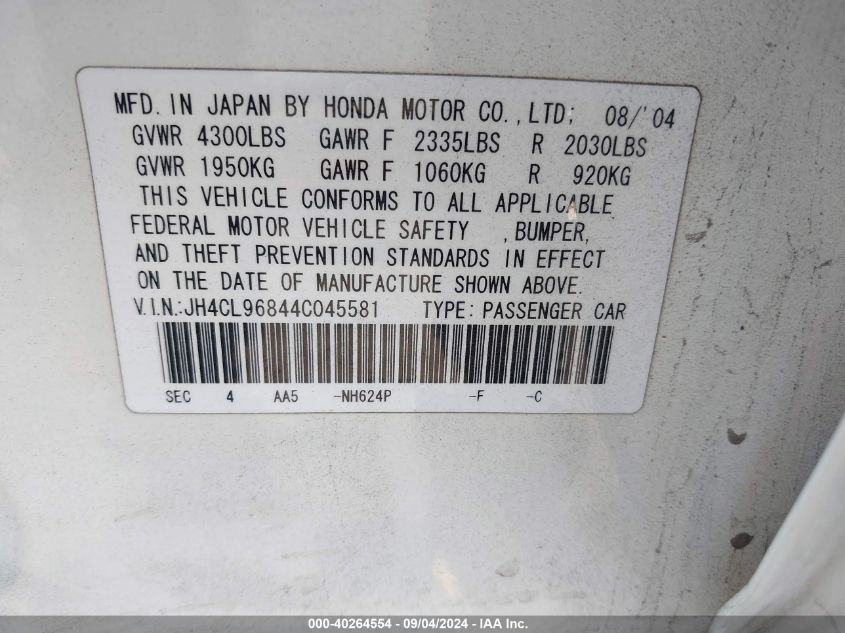 MFD. IN JAPAN BY HONDA MOTOR CO., LTD; 08/'04
GVWR 4300LBS GAWR F 2335LBS R 2030LBS
GVWR 1950KG GAWR F 1060KG R 920KG
THIS VEHICLE CONFORMS TO ALL APPLICABLE
FEDERAL MOTOR VEHICLE SAFETY , BUMPER,
AND THEFT PREVENTION STANDARDS IN EFFECT
ON THE DATE OF MANUFACTURE SHOWN ABOVE.
V.I.N.:JH4CL96844C045581 TYPE: PASSENGER CAR
SEC 4 AA5 -NH624P -F -C
000-40264554 - 09/04/2024 - IAA Inc.